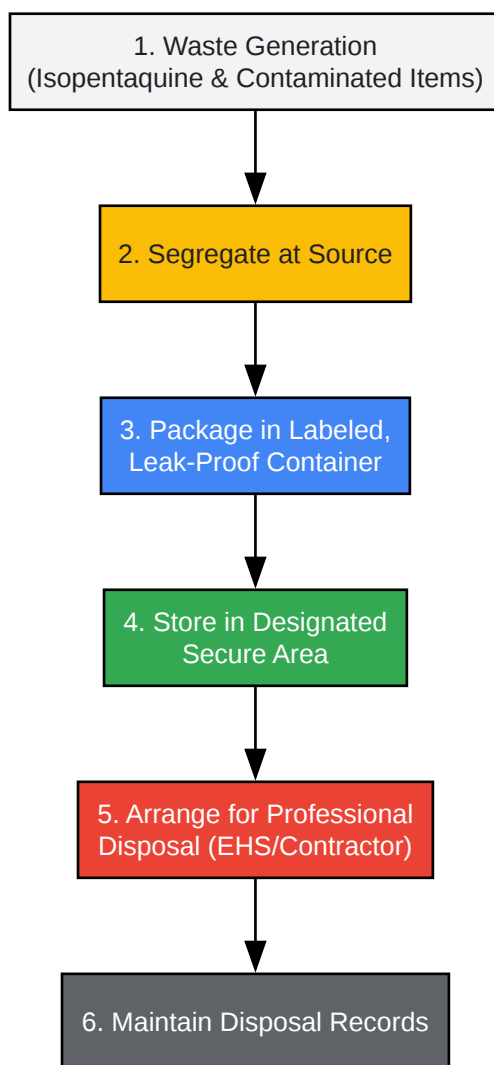 1. Waste Generation
(Isopentaquine & Contaminated Items)
2. Segregate at Source
3. Package in Labeled,
Leak-Proof Container
4. Store in Designated
Secure Area
5. Arrange for Professional
Disposal (EHS/Contractor)
6. Maintain Disposal Records